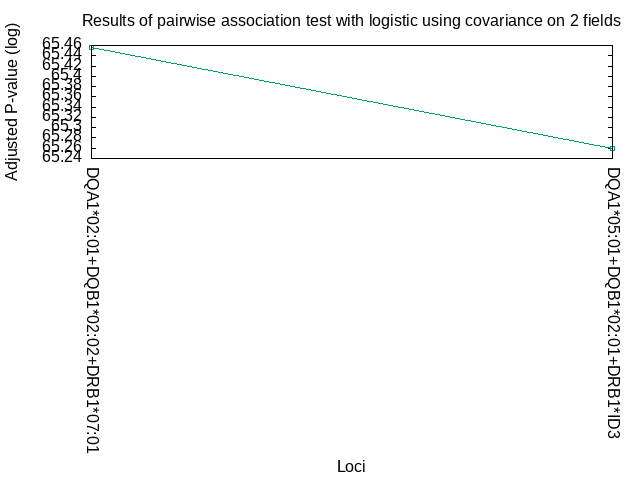 Results of pairwise association test with logistic using covariance on 2 fields
Adjusted P-value (log)
65.46
65.44
65.42
65.4
65.38
65.36
65.34
65.32
65.3
65.28
65.26
65.24
DQA1*02:01+DQB1*02:02+DRB1*07:01
DQA1*05:01+DQB1*02:01+DRB1*ID3
Loci